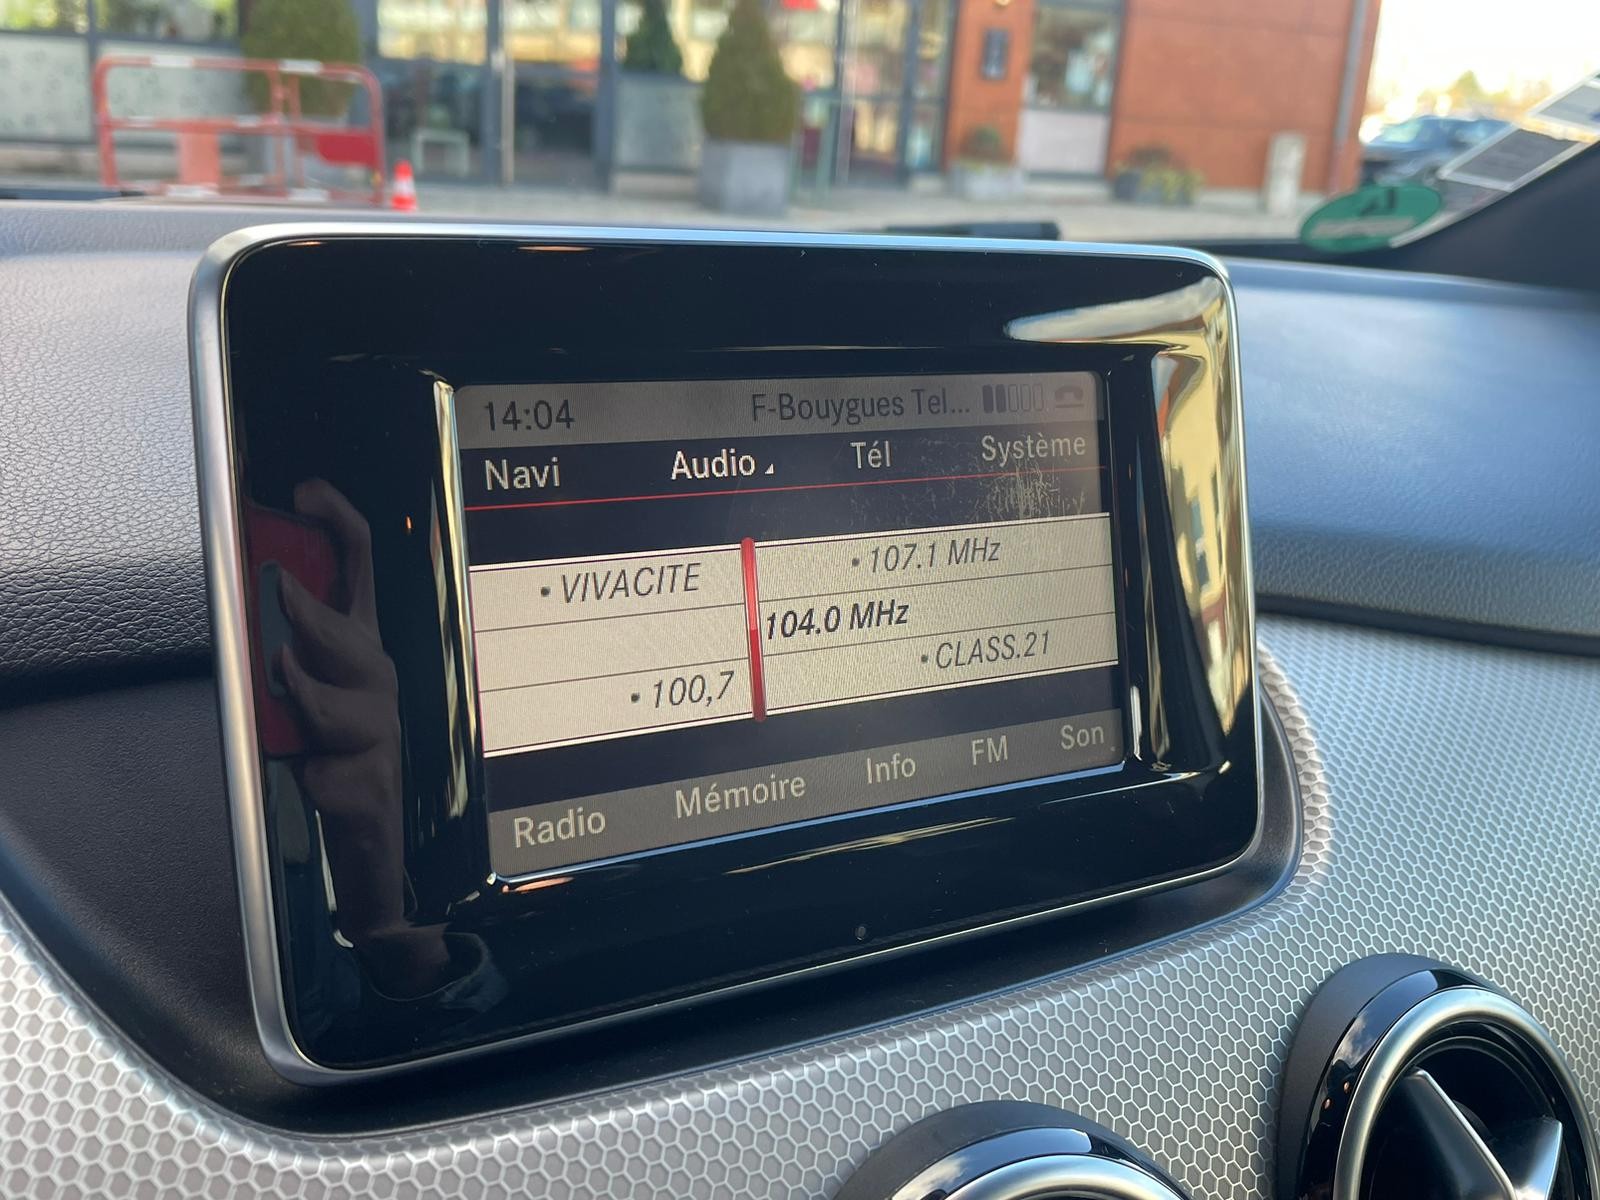 14:04 F-Bouygues Tel...
Navi Audio Tél Système
• VIVACITE • 107.1 MHz
104.0 MHz
• 100,7 • CLASS.21
Radio Mémoire Info FM Son